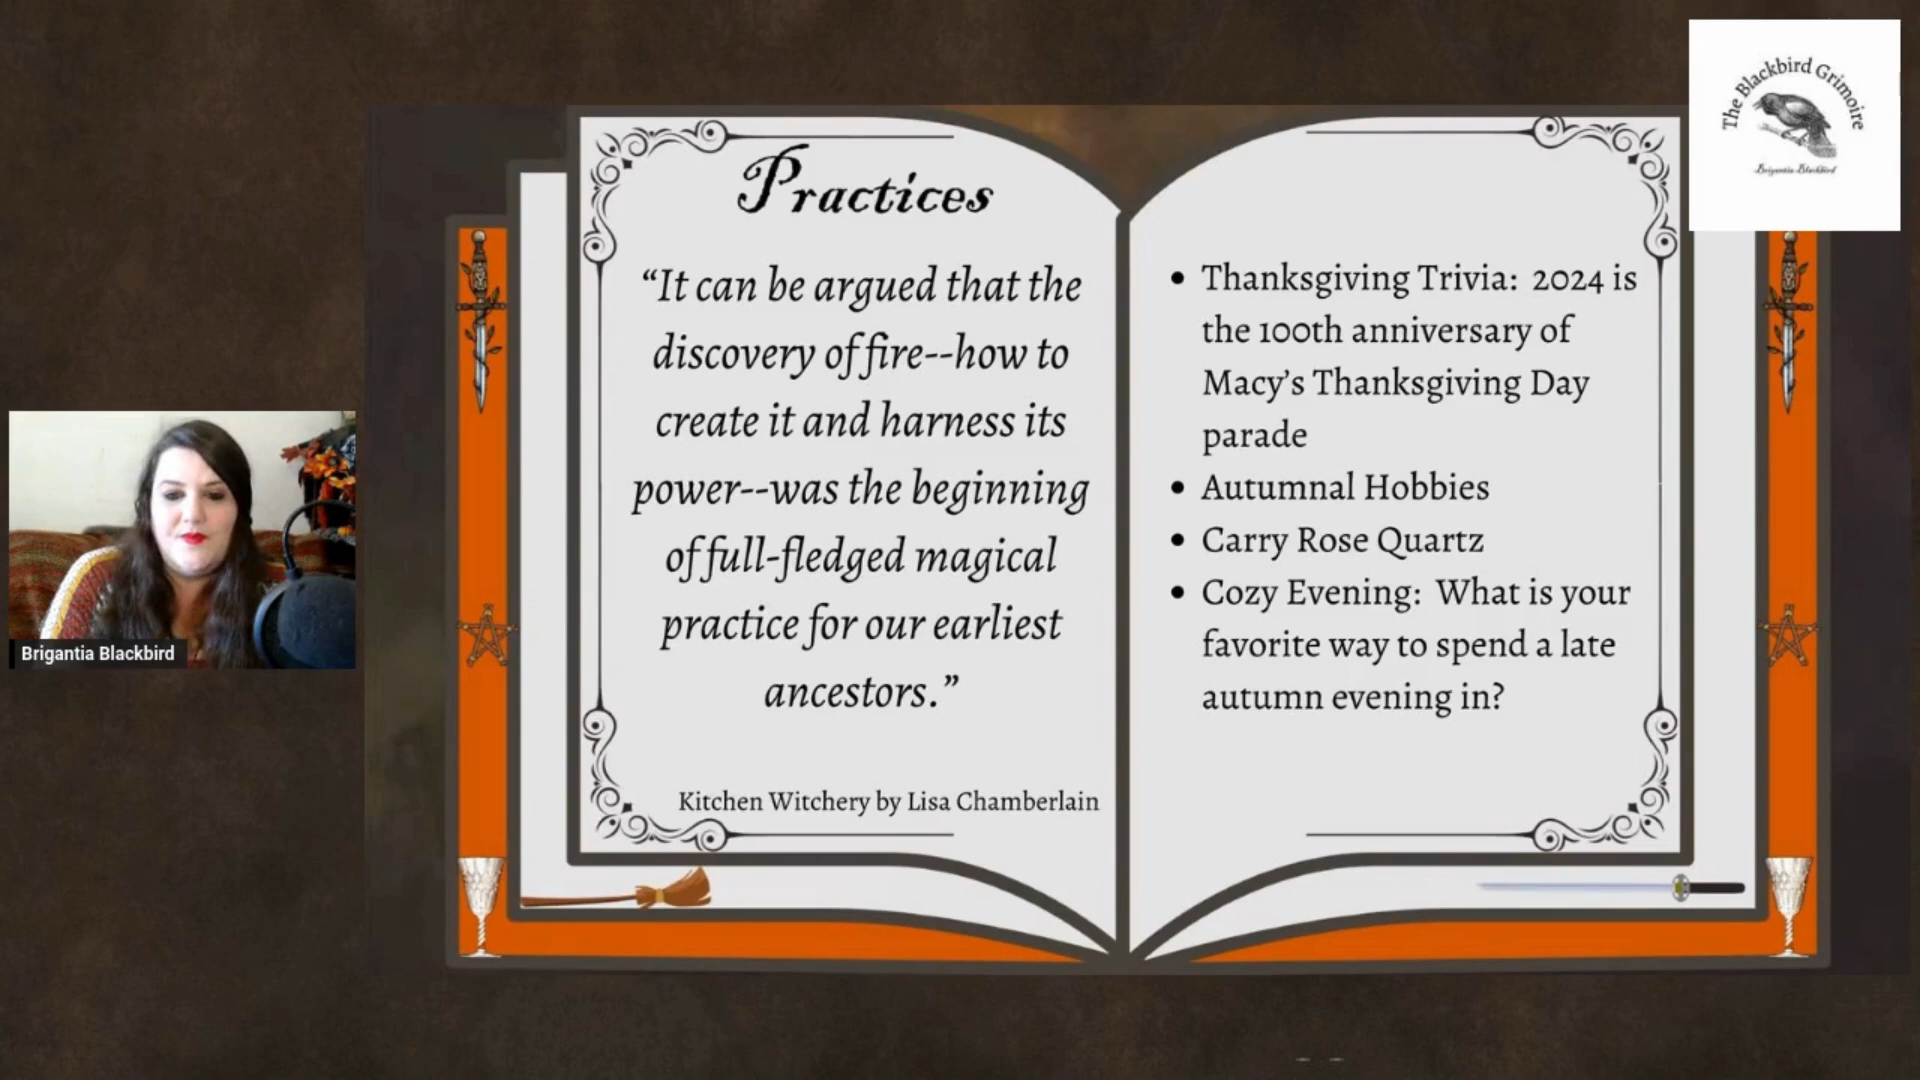 The Blackbird Grimoire
Brigantia Blackbird
Practices
“It can be argued that the
discovery of fire--how to
create it and harness its
power--was the beginning
of full-fledged magical
practice for our earliest
ancestors.”
Kitchen Witchery by Lisa Chamberlain
• Thanksgiving Trivia: 2024 is
the 100th anniversary of
Macy’s Thanksgiving Day
parade
• Autumnal Hobbies
• Carry Rose Quartz
• Cozy Evening: What is your
favorite way to spend a late
autumn evening in?
Brigantia Blackbird